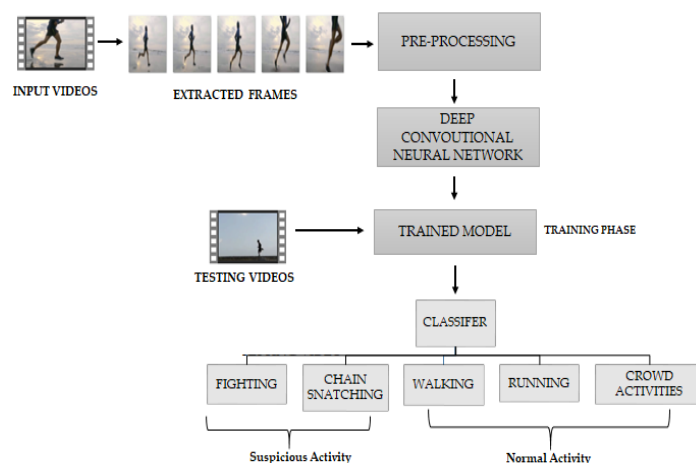 INPUT VIDEOS
EXTRACTED FRAMES
PRE-PROCESSING
DEEP
CONVOUTIONAL
NEURAL NETWORK
TESTING VIDEOS
TRAINED MODEL
TRAINING PHASE
CLASSIFER
FIGHTING
CHAIN
SNATCHING
WALKING
RUNNING
CROWD
ACTIVITIES
Suspicious Activity
Normal Activity